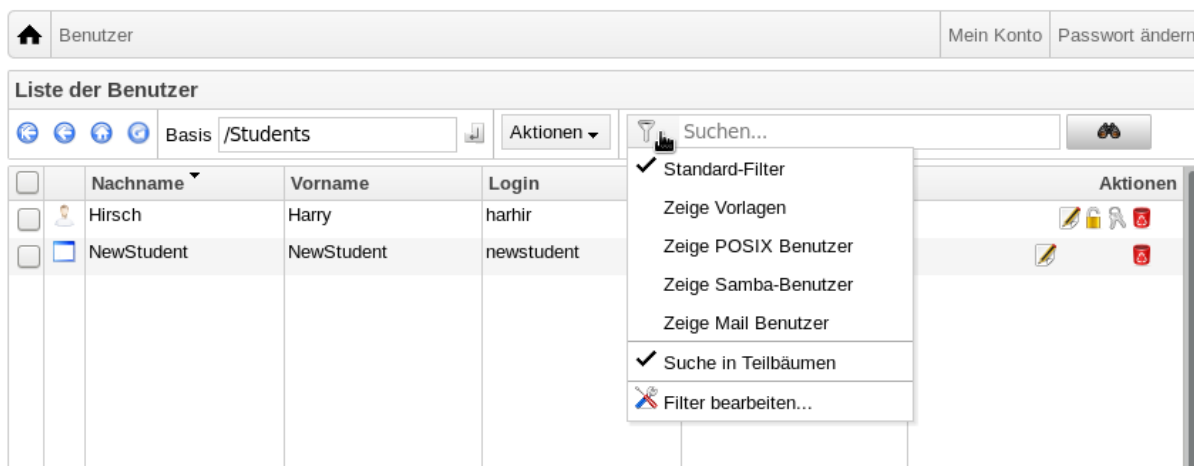 Benutzer Mein Konto Passwort ändern
Liste der Benutzer
Basis /Students Aktionen Suchen...
Nachname Vorname Login Aktionen
Hirsch Harry harhir
NewStudent NewStudent newstudent
Standard-Filter
Zeige Vorlagen
Zeige POSIX Benutzer
Zeige Samba-Benutzer
Zeige Mail Benutzer
Suche in Teilbäumen
Filter bearbeiten...